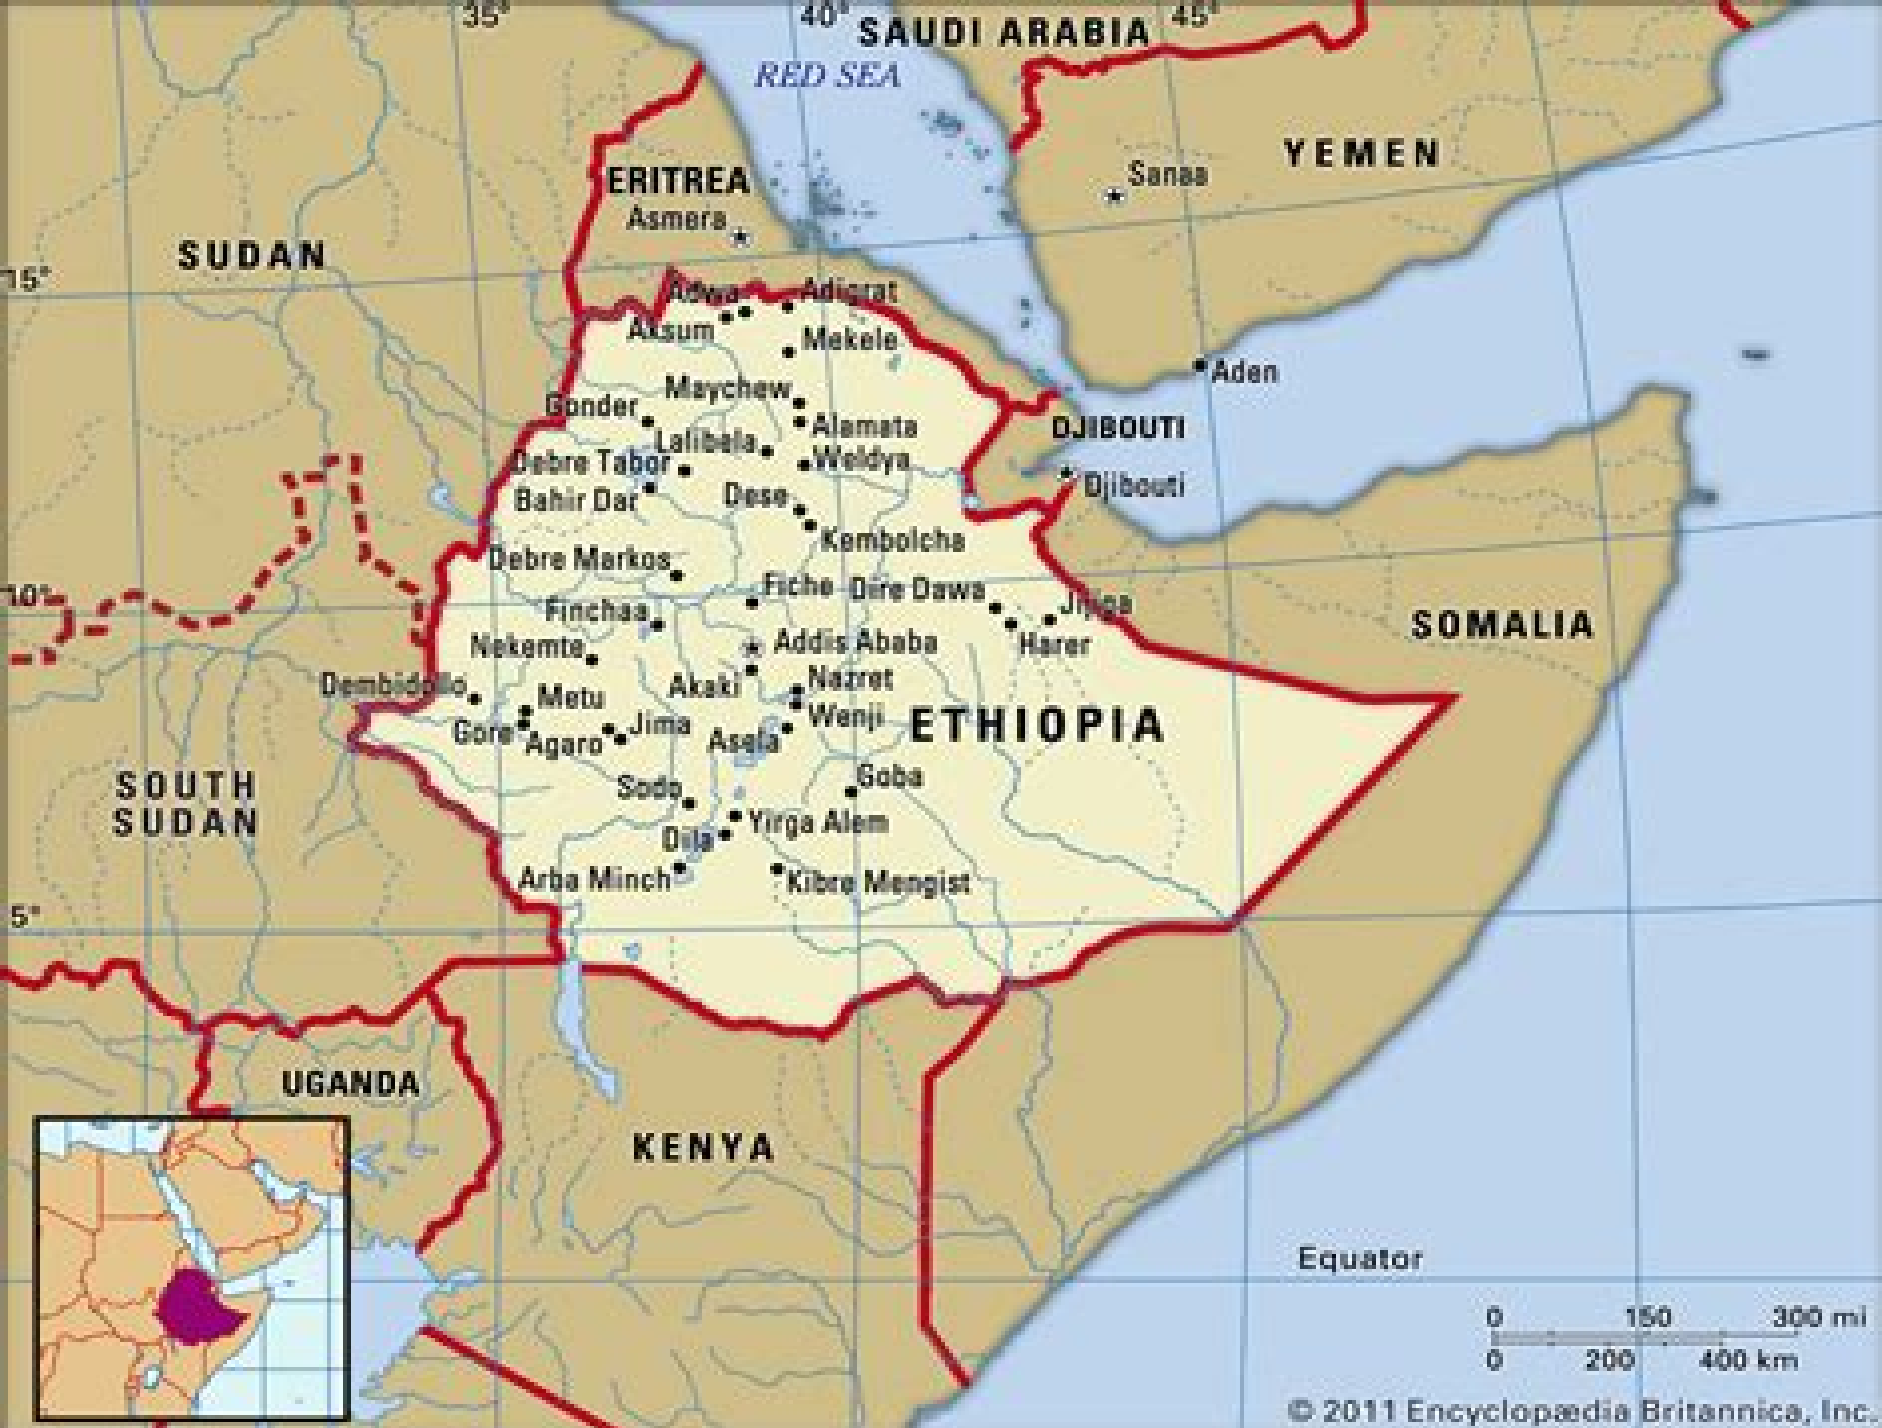 35°
40°
45°
SAUDI ARABIA
RED SEA
YEMEN
Sanaa
ERITREA
Asmera
SUDAN
15°
Adwa
Adigrat
Aksum
Mekele
Aden
Maychew
Gonder
Alamata
DJIBOUTI
Lalibela
Weldya
Debre Tabor
Djibouti
Bahir Dar
Dese
Kembolcha
Debre Markos
Fiche
Dire Dawa
10°
Finchaa
Jijiga
SOMALIA
Nekemte
Addis Ababa
Harer
Dembidollo
Metu
Akaki
Nazret
Gore
Agaro
Jima
Wenji
ETHIOPIA
Asela
SOUTH
SUDAN
Sodo
Goba
Dila
Yirga Alem
Arba Minch
Kibre Mengist
5°
UGANDA
KENYA
Equator
0 150 300 mi
0 200 400 km
© 2011 Encyclopædia Britannica, Inc.